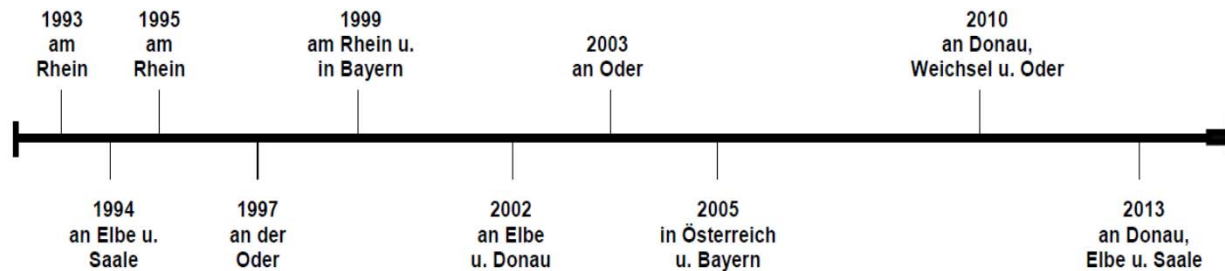 1993
am
Rhein
1995
am
Rhein
1999
am Rhein u.
in Bayern
2003
an Oder
2010
an Donau,
Weichsel u. Oder
1994
an Elbe u.
Saale
1997
an der
Oder
2002
an Elbe
u. Donau
2005
in Österreich
u. Bayern
2013
an Donau,
Elbe u. Saale